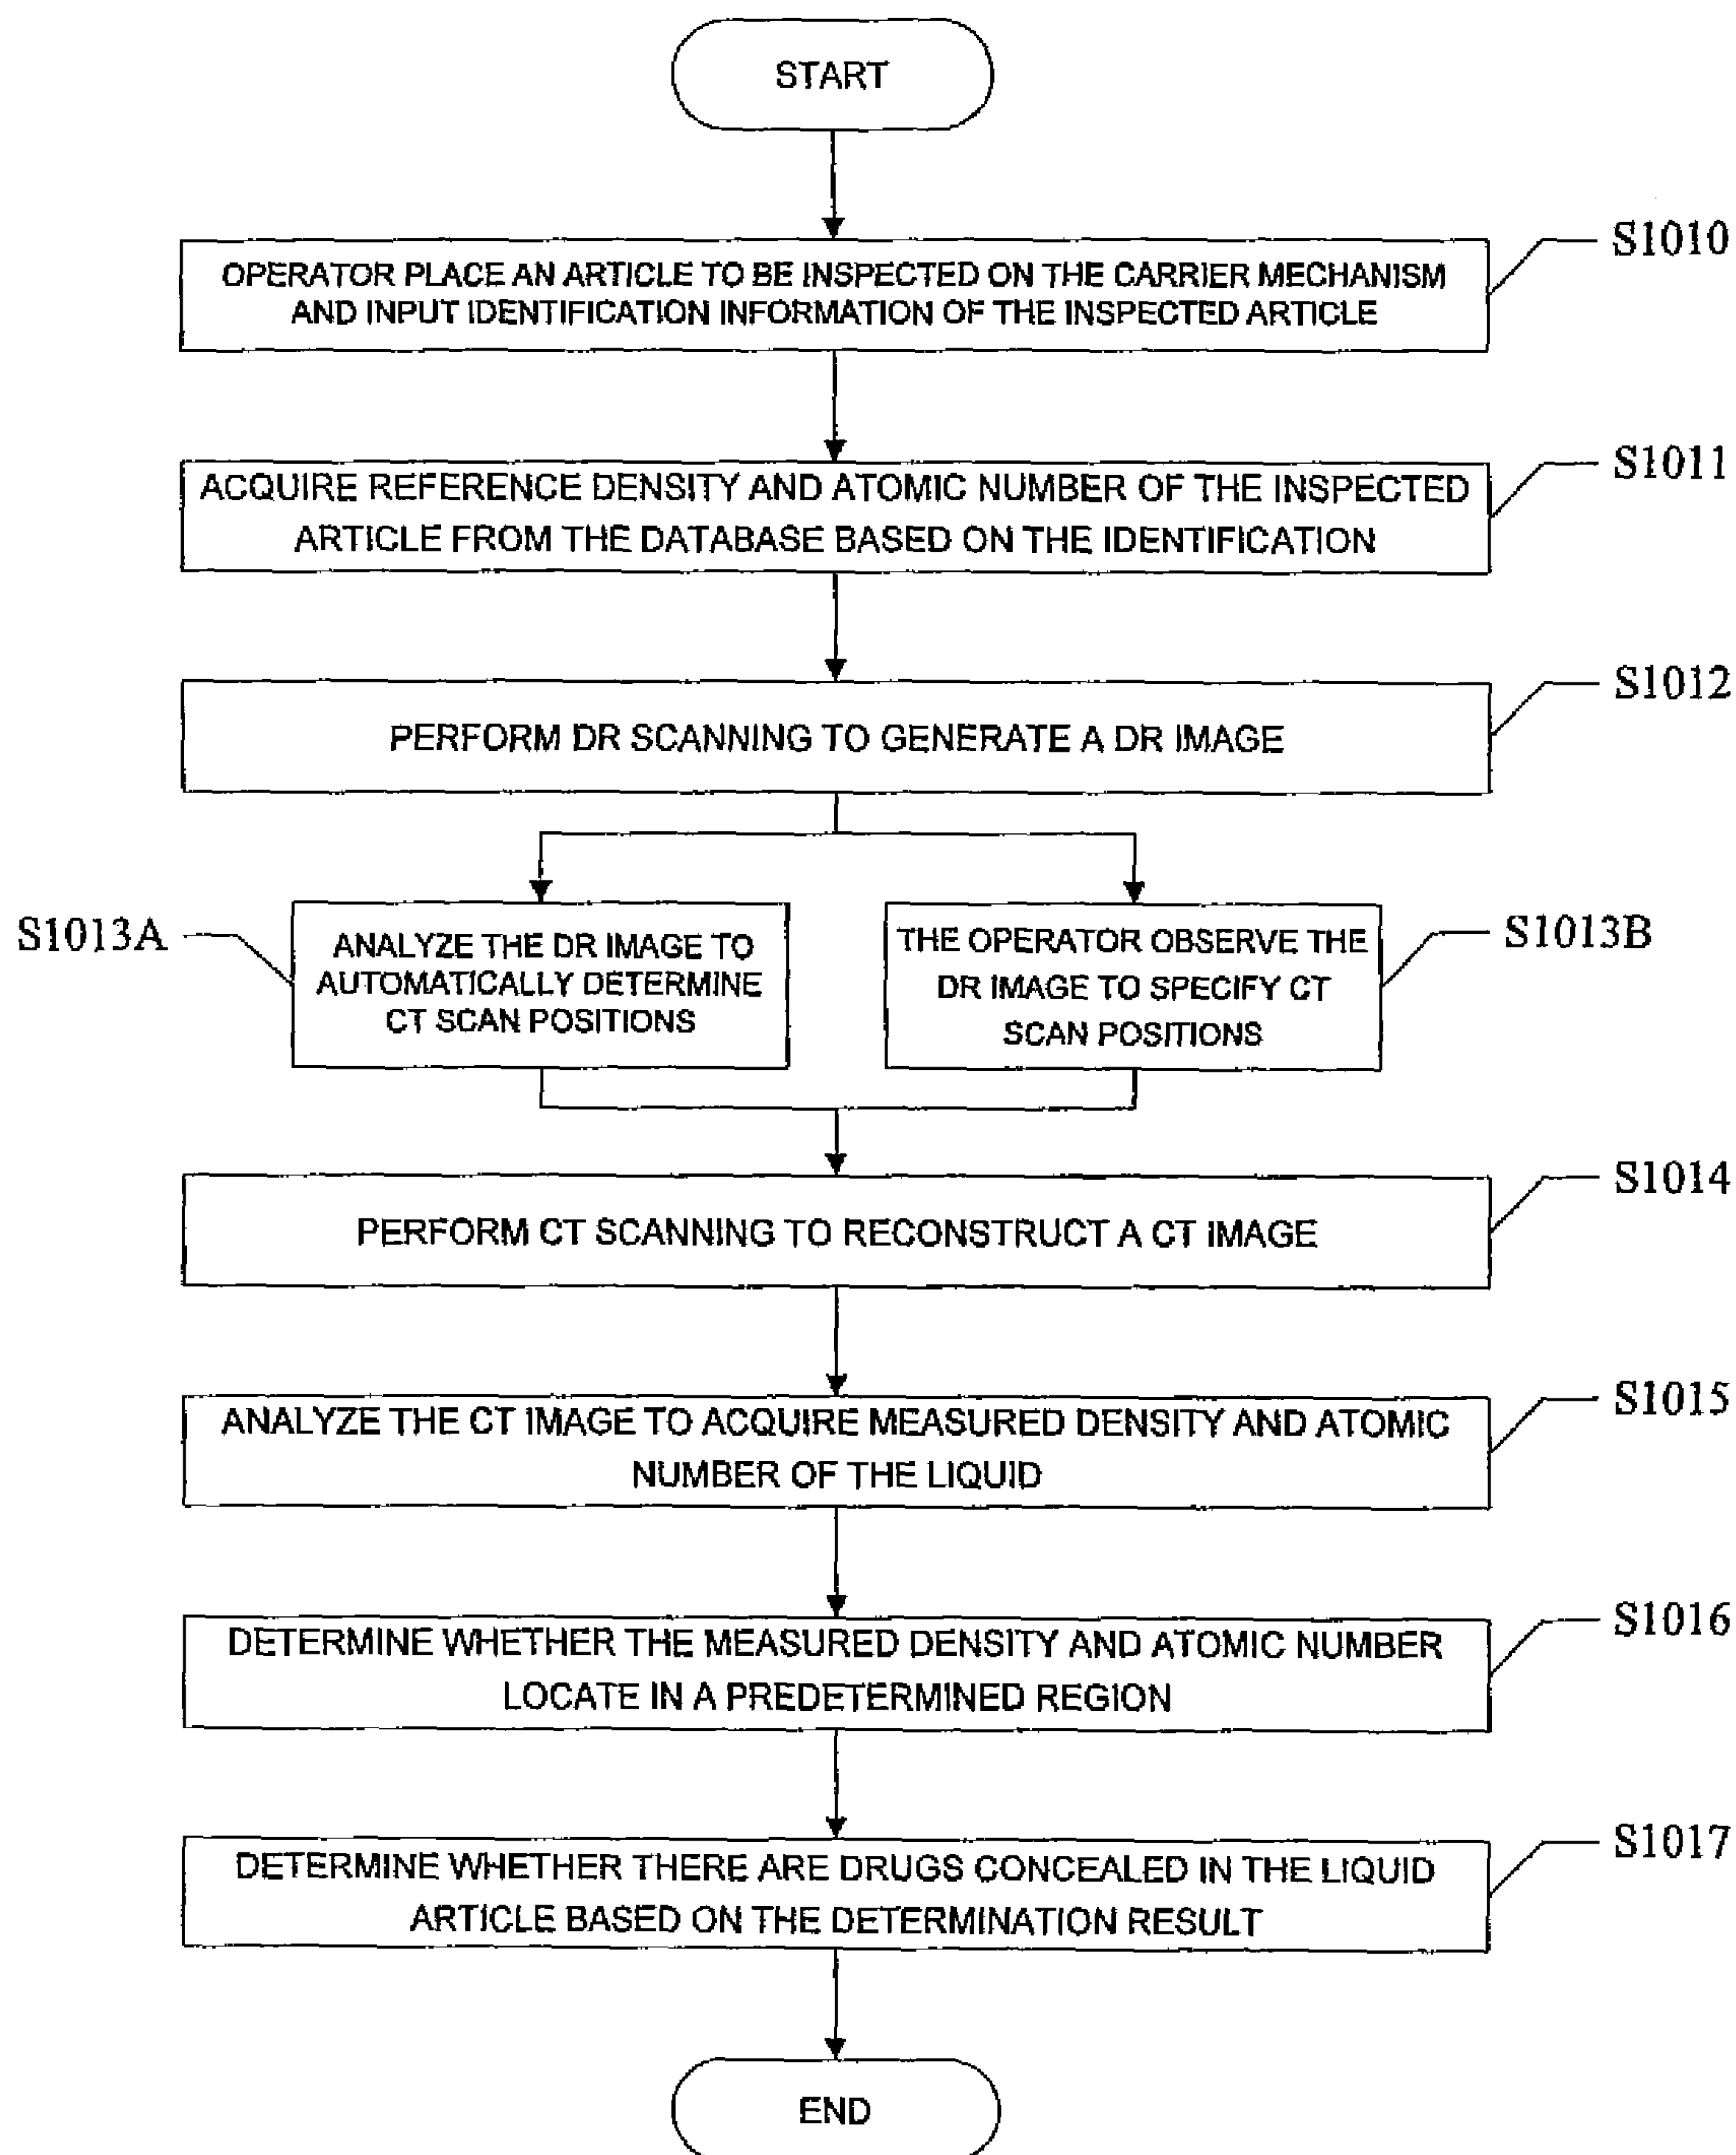 START
S1010
OPERATOR PLACE AN ARTICLE TO BE INSPECTED ON THE CARRIER MECHANISM
AND INPUT IDENTIFICATION INFORMATION OF THE INSPECTED ARTICLE
S1011
ACQUIRE REFERENCE DENSITY AND ATOMIC NUMBER OF THE INSPECTED
ARTICLE FROM THE DATABASE BASED ON THE IDENTIFICATION
S1012
PERFORM DR SCANNING TO GENERATE A DR IMAGE
S1013A
ANALYZE THE DR IMAGE TO
AUTOMATICALLY DETERMINE
CT SCAN POSITIONS
S1013B
THE OPERATOR OBSERVE THE
DR IMAGE TO SPECIFY CT
SCAN POSITIONS
S1014
PERFORM CT SCANNING TO RECONSTRUCT A CT IMAGE
S1015
ANALYZE THE CT IMAGE TO ACQUIRE MEASURED DENSITY AND ATOMIC
NUMBER OF THE LIQUID
S1016
DETERMINE WHETHER THE MEASURED DENSITY AND ATOMIC NUMBER
LOCATE IN A PREDETERMINED REGION
S1017
DETERMINE WHETHER THERE ARE DRUGS CONCEALED IN THE LIQUID
ARTICLE BASED ON THE DETERMINATION RESULT
END